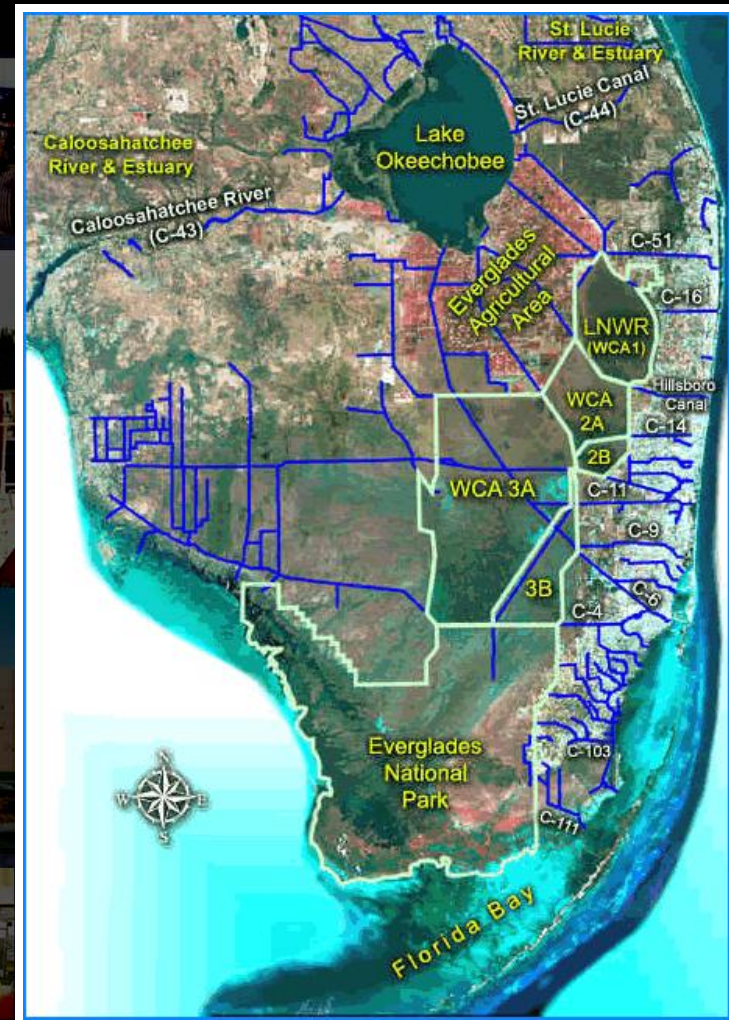 St. Lucie
River & Estuary
St. Lucie Canal
(C-44)
Lake
Okeechobee
Caloosahatchee
River & Estuary
Caloosahatchee River
(C-43)
C-51
Everglades
Agricultural
Area
C-16
LNWR
(WCA1)
Hillsboro
Canal
WCA
2A
C-14
2B
WCA 3A
C-11
C-9
3B
C-6
C-4
Everglades
National
Park
C-103
C-111
N
W
E
S
Florida Bay